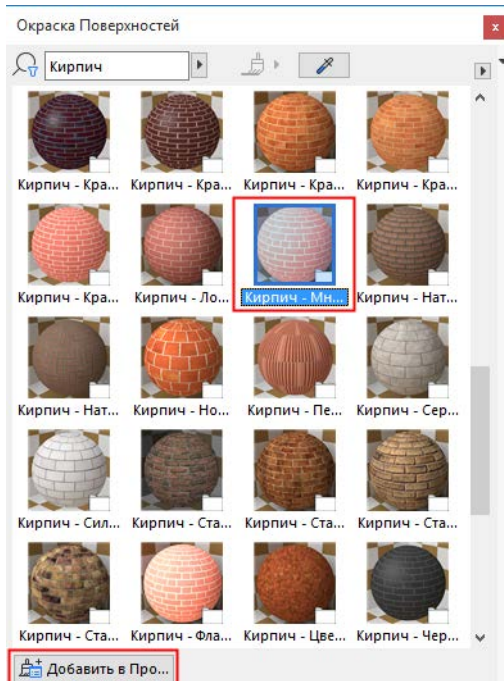 Окраска Поверхностей
x
Кирпич
Кирпич - Кра... Кирпич - Кра... Кирпич - Кра... Кирпич - Кра...
Кирпич - Кра... Кирпич - Ло... Кирпич - Мн... Кирпич - Нат...
Кирпич - Нат... Кирпич - Но... Кирпич - Пе... Кирпич - Сер...
Кирпич - Сил... Кирпич - Ста... Кирпич - Ста... Кирпич - Ста...
Кирпич - Ста... Кирпич - Фла... Кирпич - Цве... Кирпич - Чер...
Добавить в Про...